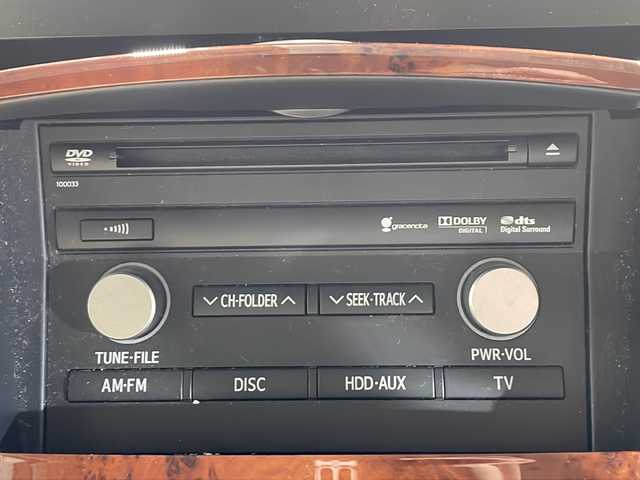 DVD
VIDEO
100033
gracenote DOLBY DIGITAL dts Digital Surround
CH·FOLDER SEEK·TRACK
TUNE·FILE PWR·VOL
AM·FM DISC HDD·AUX TV